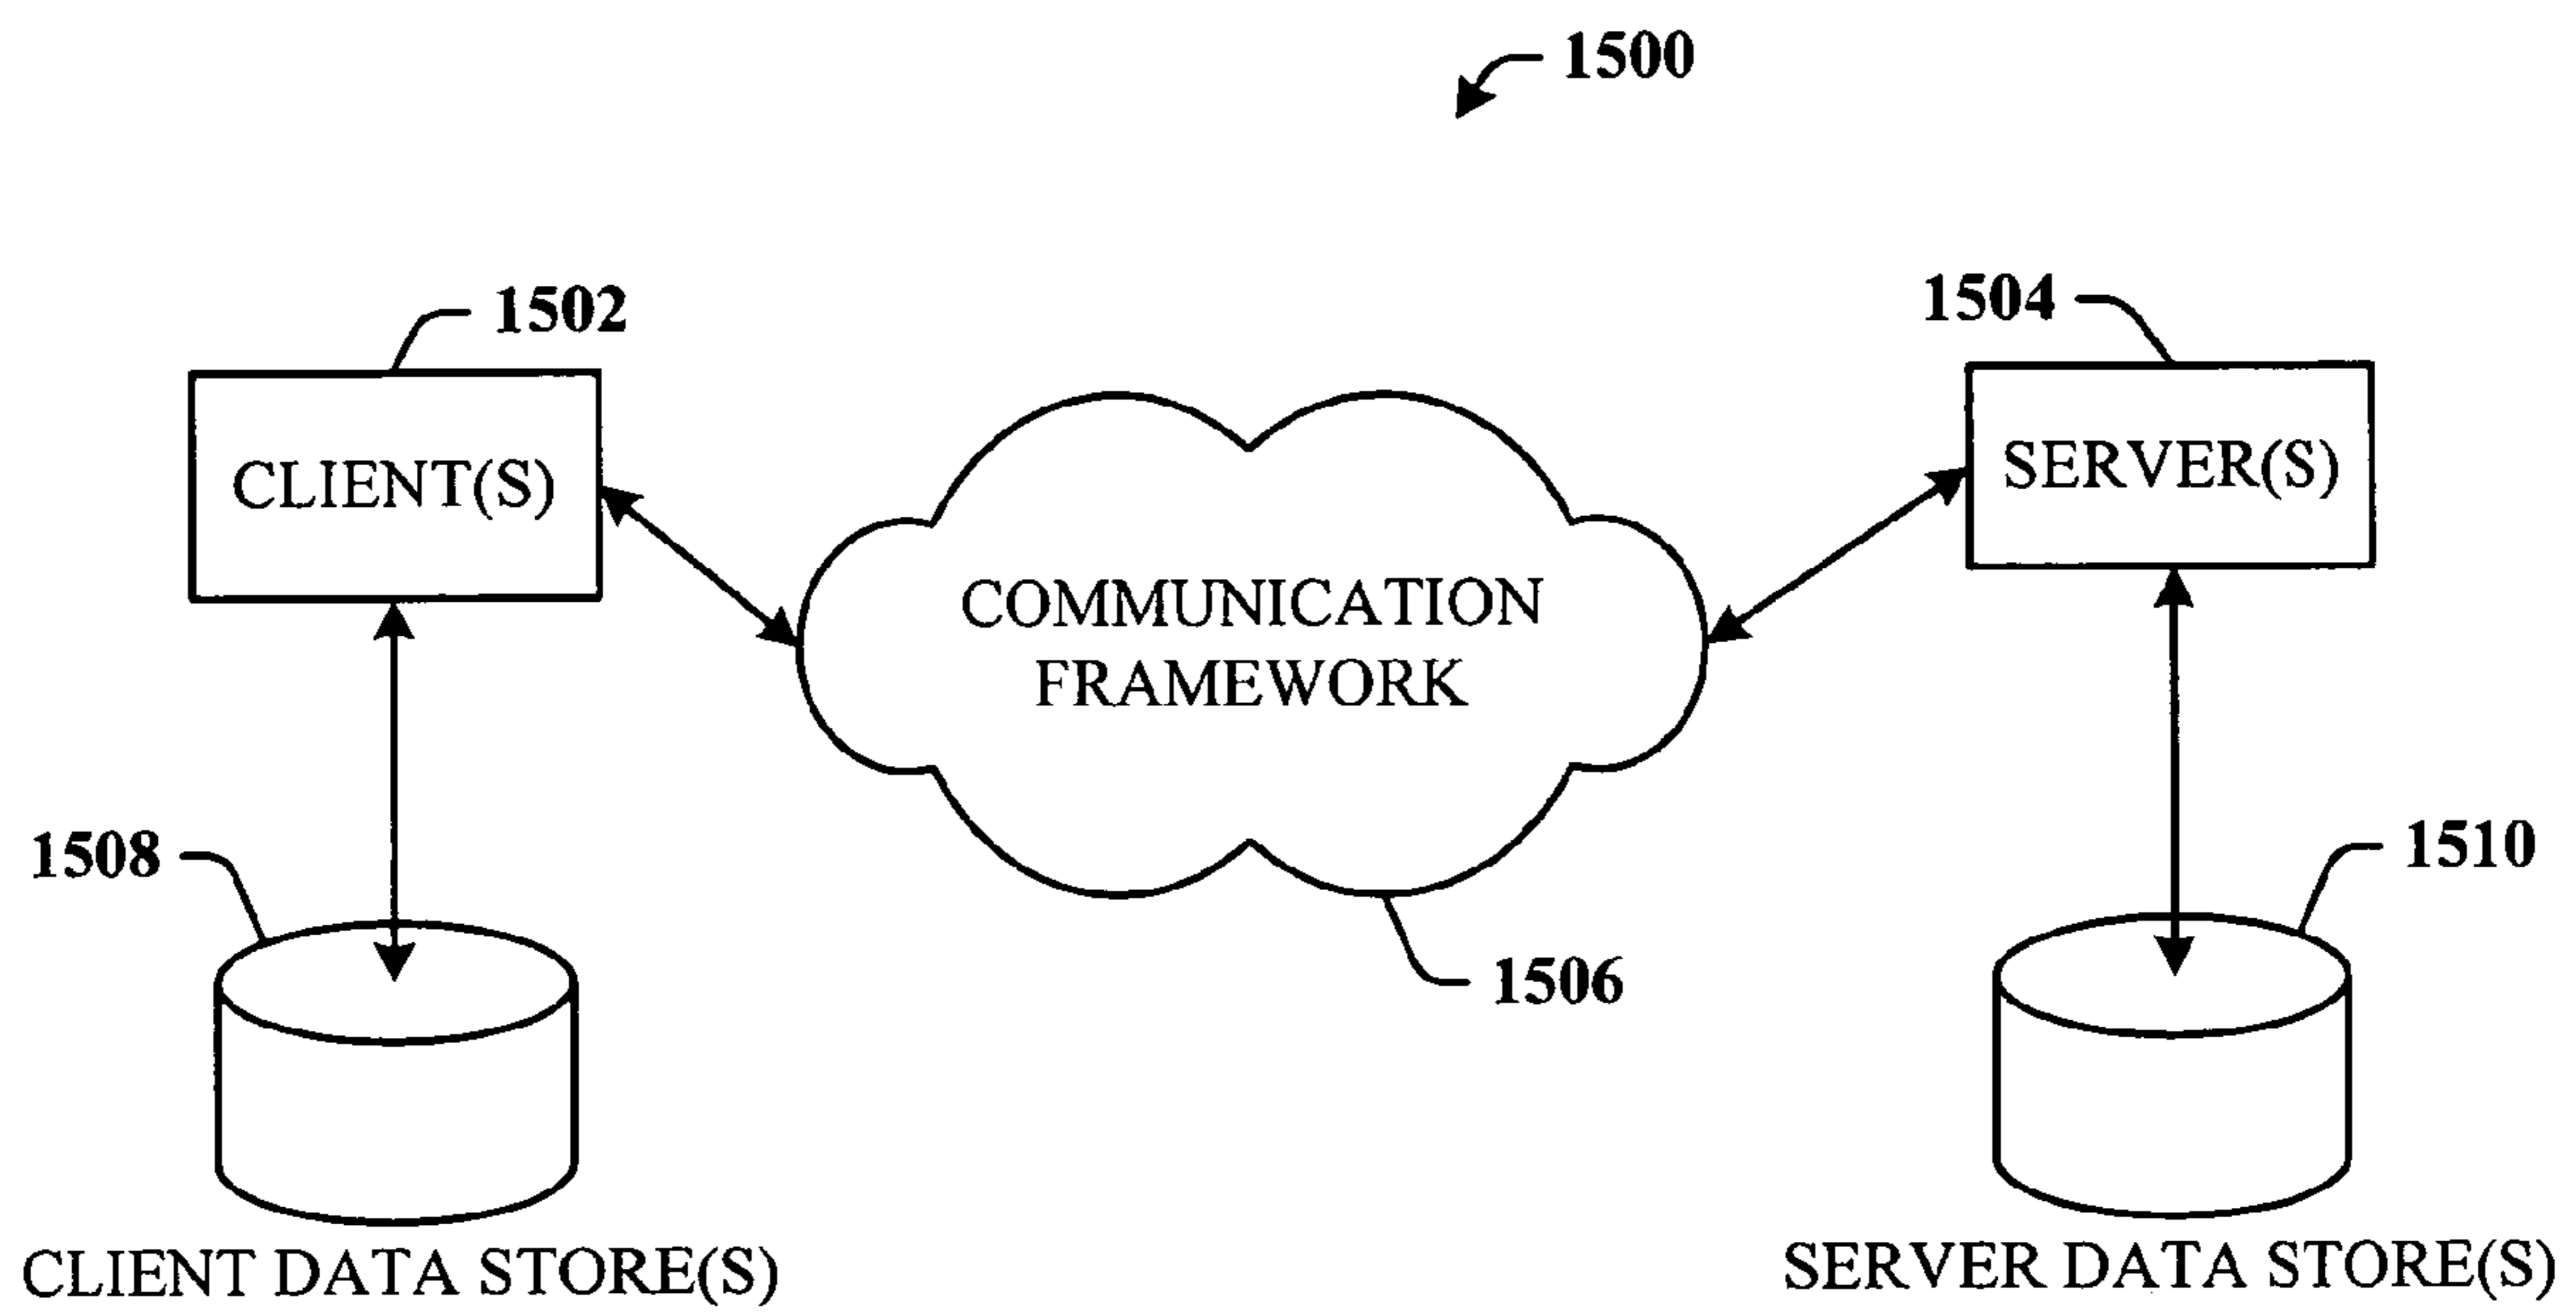 1500
1502
1504
CLIENT(S)
SERVER(S)
COMMUNICATION
FRAMEWORK
1508
1510
1506
CLIENT DATA STORE(S)
SERVER DATA STORE(S)